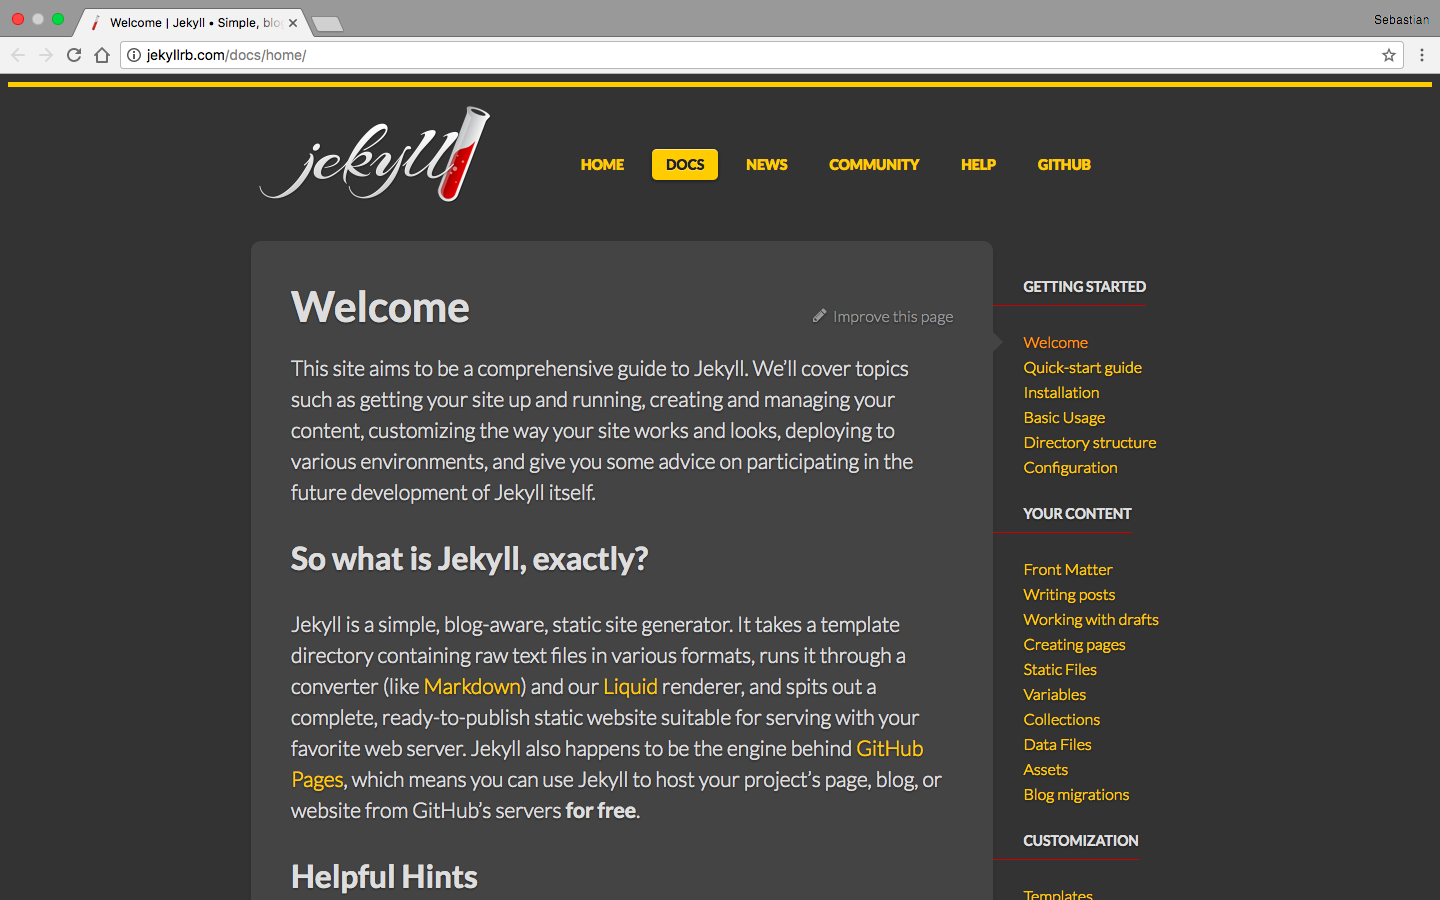 Welcome | Jekyll • Simple, blo
Sebastian
jekyllrb.com/docs/home/
jekyll
HOME
DOCS
NEWS
COMMUNITY
HELP
GITHUB
Welcome
Improve this page
This site aims to be a comprehensive guide to Jekyll. We’ll cover topics
such as getting your site up and running, creating and managing your
content, customizing the way your site works and looks, deploying to
various environments, and give you some advice on participating in the
future development of Jekyll itself.
So what is Jekyll, exactly?
Jekyll is a simple, blog-aware, static site generator. It takes a template
directory containing raw text files in various formats, runs it through a
converter (like Markdown) and our Liquid renderer, and spits out a
complete, ready-to-publish static website suitable for serving with your
favorite web server. Jekyll also happens to be the engine behind GitHub
Pages, which means you can use Jekyll to host your project’s page, blog, or
website from GitHub’s servers for free.
Helpful Hints
GETTING STARTED
Welcome
Quick-start guide
Installation
Basic Usage
Directory structure
Configuration
YOUR CONTENT
Front Matter
Writing posts
Working with drafts
Creating pages
Static Files
Variables
Collections
Data Files
Assets
Blog migrations
CUSTOMIZATION
Templates